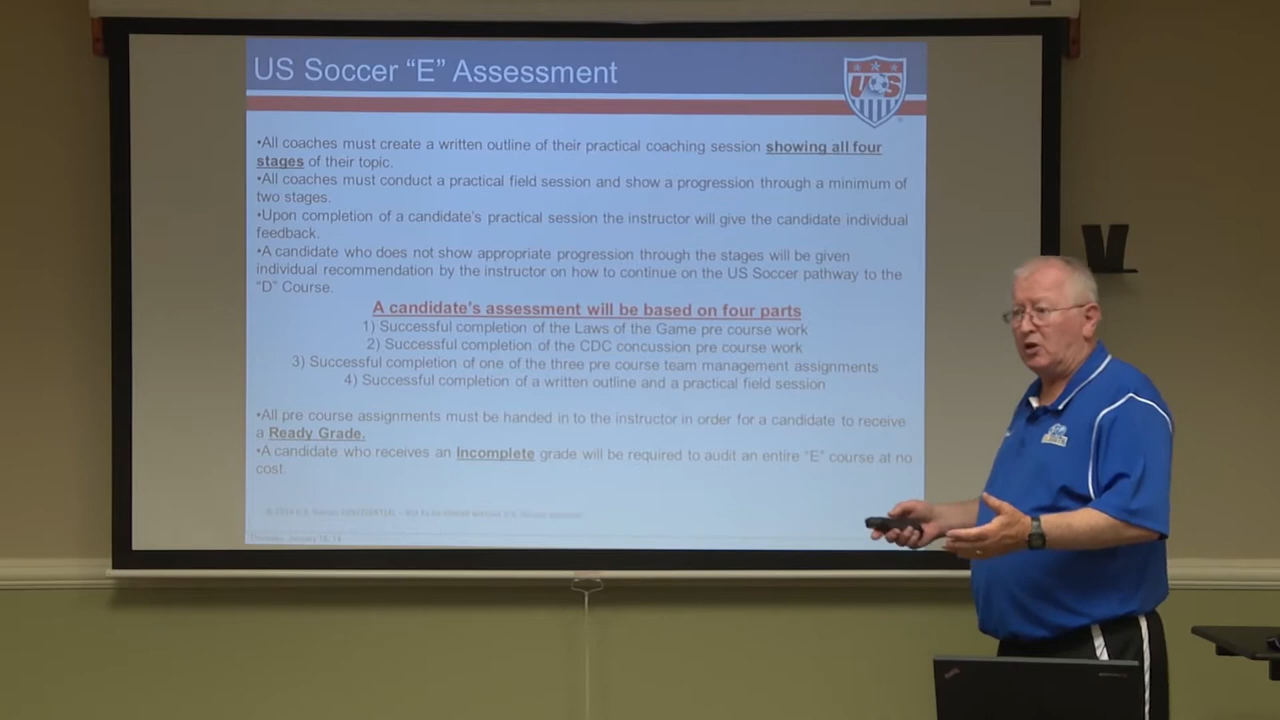 US Soccer “E” Assessment
US
•All coaches must create a written outline of their practical coaching session showing all four
stages of their topic.
•All coaches must conduct a practical field session and show a progression through a minimum of
two stages.
•Upon completion of a candidate's practical session the instructor will give the candidate individual
feedback.
•A candidate who does not show appropriate progression through the stages will be given
individual recommendation by the instructor on how to continue on the US Soccer pathway to the
“D” Course.
A candidate's assessment will be based on four parts
1) Successful completion of the Laws of the Game pre course work
2) Successful completion of the CDC concussion pre course work
3) Successful completion of one of the three pre course team management assignments
4) Successful completion of a written outline and a practical field session
•All pre course assignments must be handed in to the instructor in order for a candidate to receive
a Ready Grade.
•A candidate who receives an Incomplete grade will be required to audit an entire “E” course at no
cost.